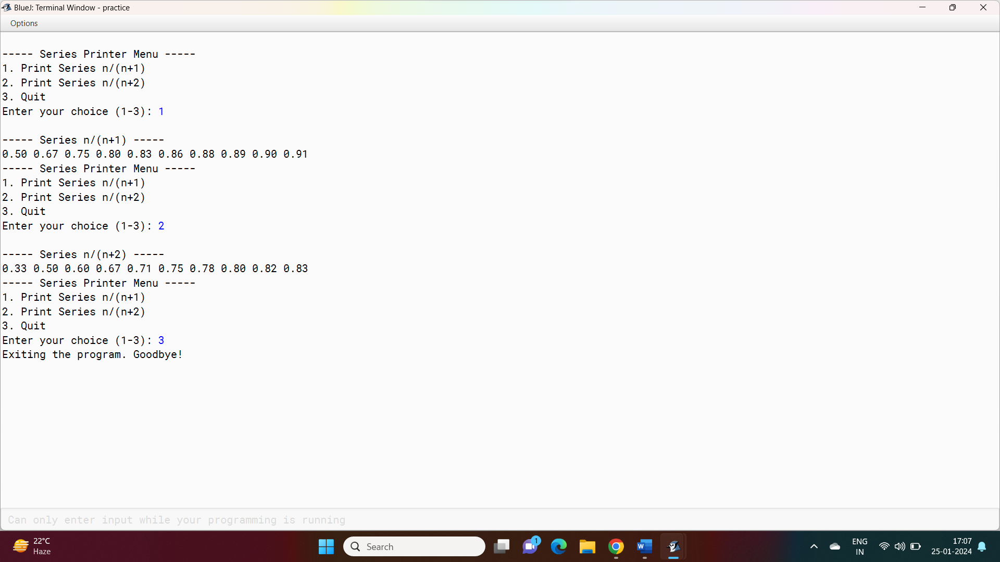 BlueJ: Terminal Window - practice
Options
----- Series Printer Menu -----
1. Print Series n/(n+1)
2. Print Series n/(n+2)
3. Quit
Enter your choice (1-3): 1
----- Series n/(n+1) -----
0.50 0.67 0.75 0.80 0.83 0.86 0.88 0.89 0.90 0.91
----- Series Printer Menu -----
1. Print Series n/(n+1)
2. Print Series n/(n+2)
3. Quit
Enter your choice (1-3): 2
----- Series n/(n+2) -----
0.33 0.50 0.60 0.67 0.71 0.75 0.78 0.80 0.82 0.83
----- Series Printer Menu -----
1. Print Series n/(n+1)
2. Print Series n/(n+2)
3. Quit
Enter your choice (1-3): 3
Exiting the program. Goodbye!
Can only enter input while your programming is running
22°C
Haze
Search
1
W
ENG
IN
17:07
25-01-2024